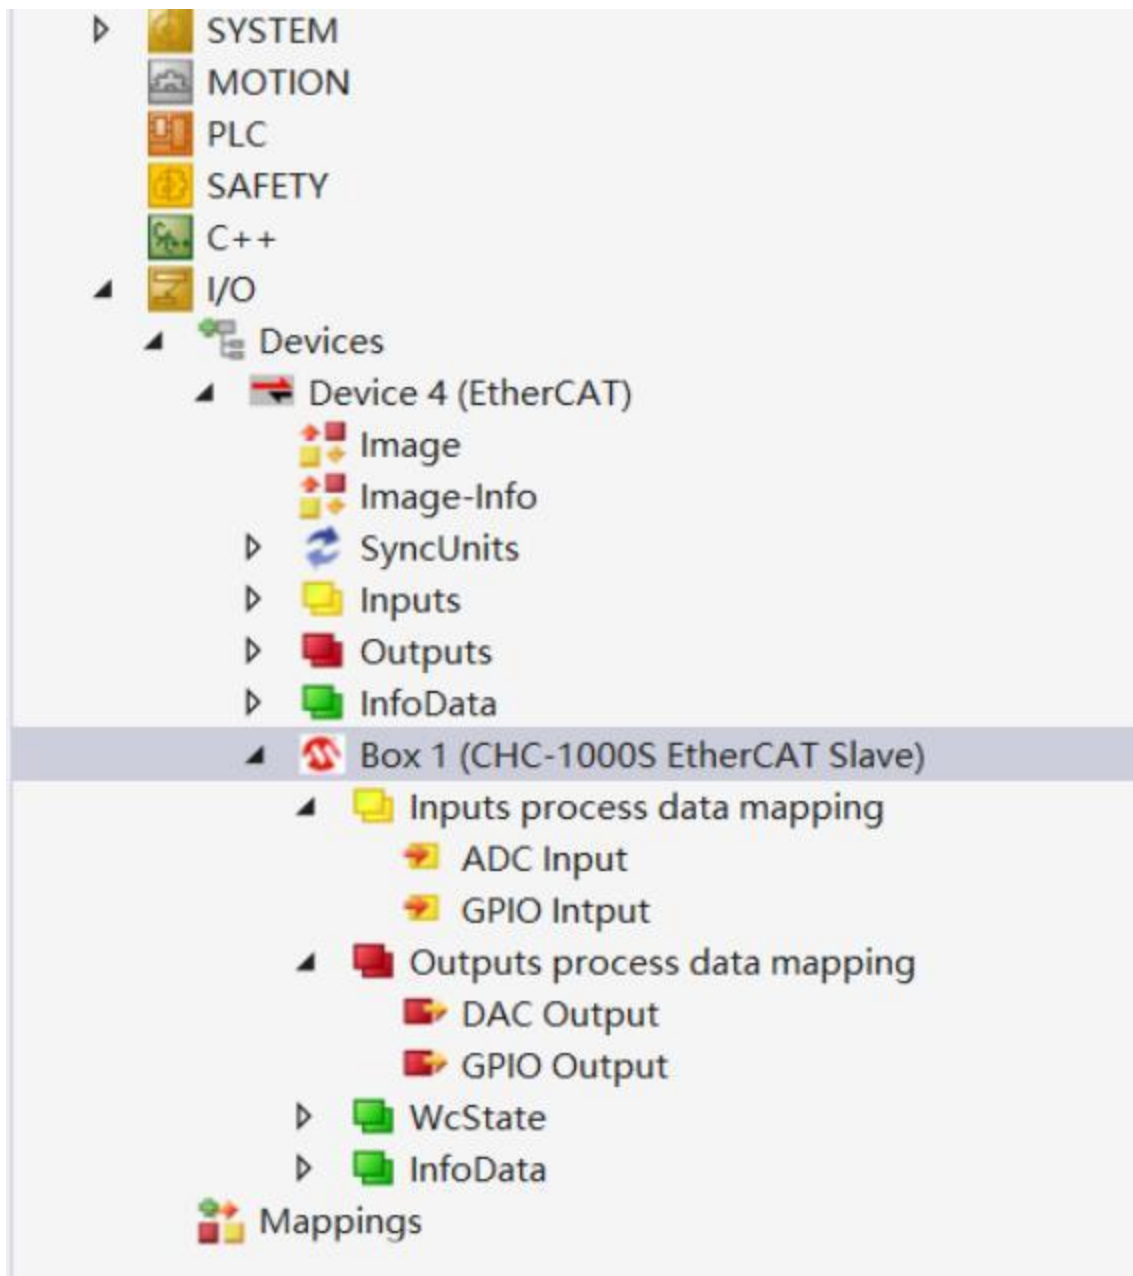 SYSTEM
MOTION
PLC
SAFETY
C++
I/O
Devices
Device 4 (EtherCAT)
Image
Image-Info
SyncUnits
Inputs
Outputs
InfoData
Box 1 (CHC-1000S EtherCAT Slave)
Inputs process data mapping
ADC Input
GPIO Intput
Outputs process data mapping
DAC Output
GPIO Output
WcState
InfoData
Mappings